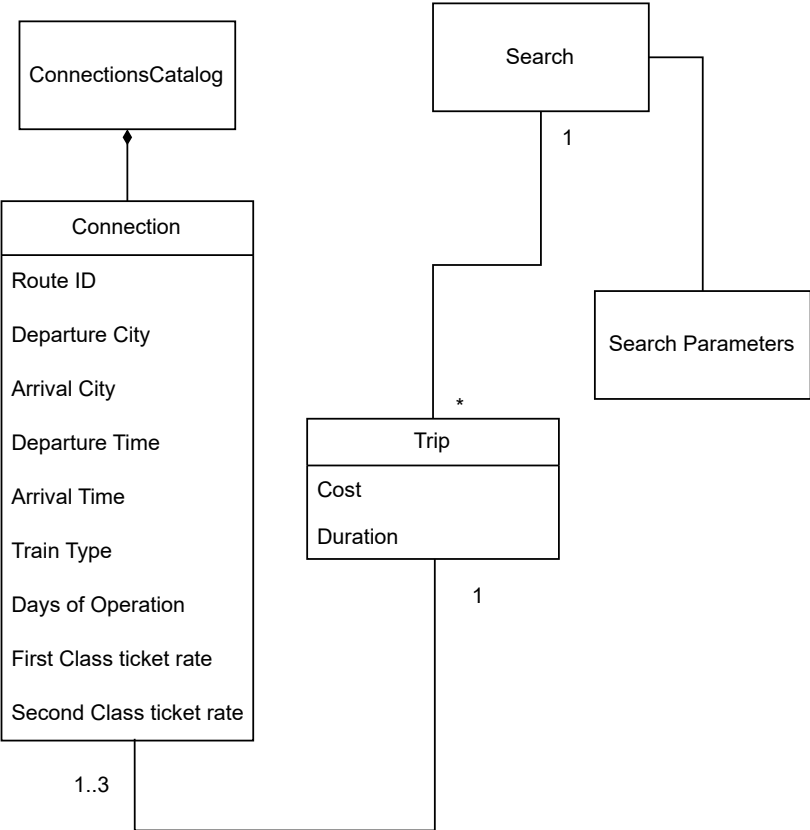 ConnectionsCatalog
Search
1
Connection
Route ID
Departure City
Arrival City
Departure Time
Arrival Time
Train Type
Days of Operation
First Class ticket rate
Second Class ticket rate
1..3
Search Parameters
*
Trip
Cost
Duration
1